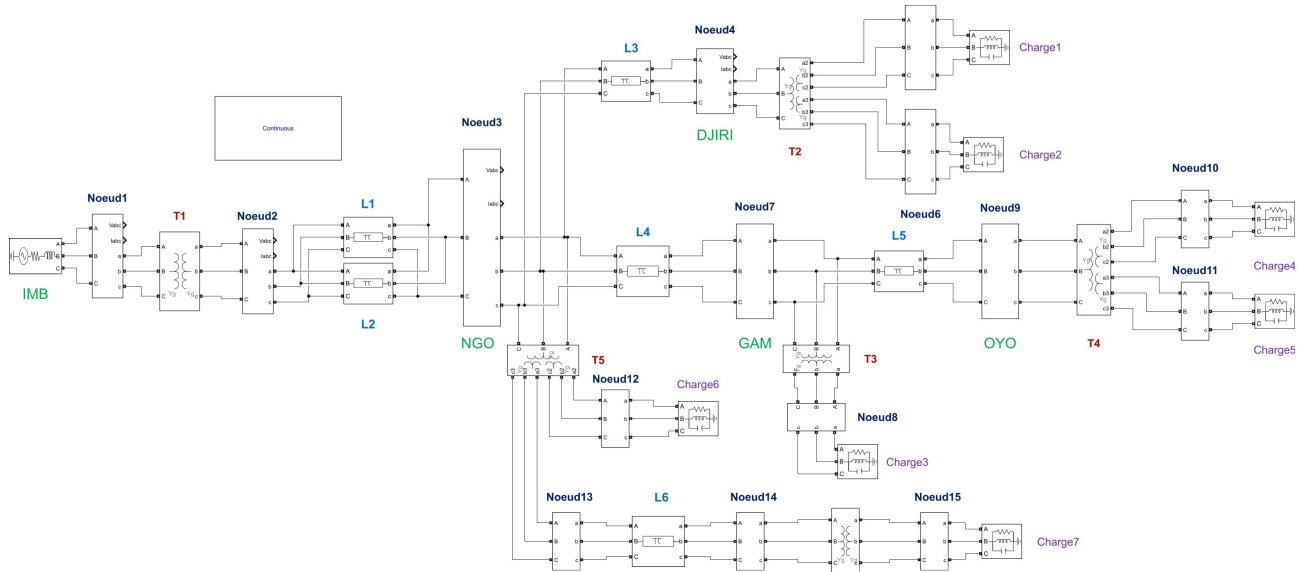 Continuous
IMB
Noeud1
T1
Noeud2
L1
L2
Noeud3
NGO
L3
Noeud4
DJIRI
T2
Charge1
Charge2
L4
Noeud7
GAM
Noeud6
L5
Noeud9
OYO
T4
Noeud10
Charge4
Noeud11
Charge5
T5
Noeud12
Charge6
T3
Noeud8
Charge3
Noeud13
L6
Noeud14
Noeud15
Charge7
Vabc
Iabc
Vabc
Iabc
Vabc
Iabc
Vabc
Iabc